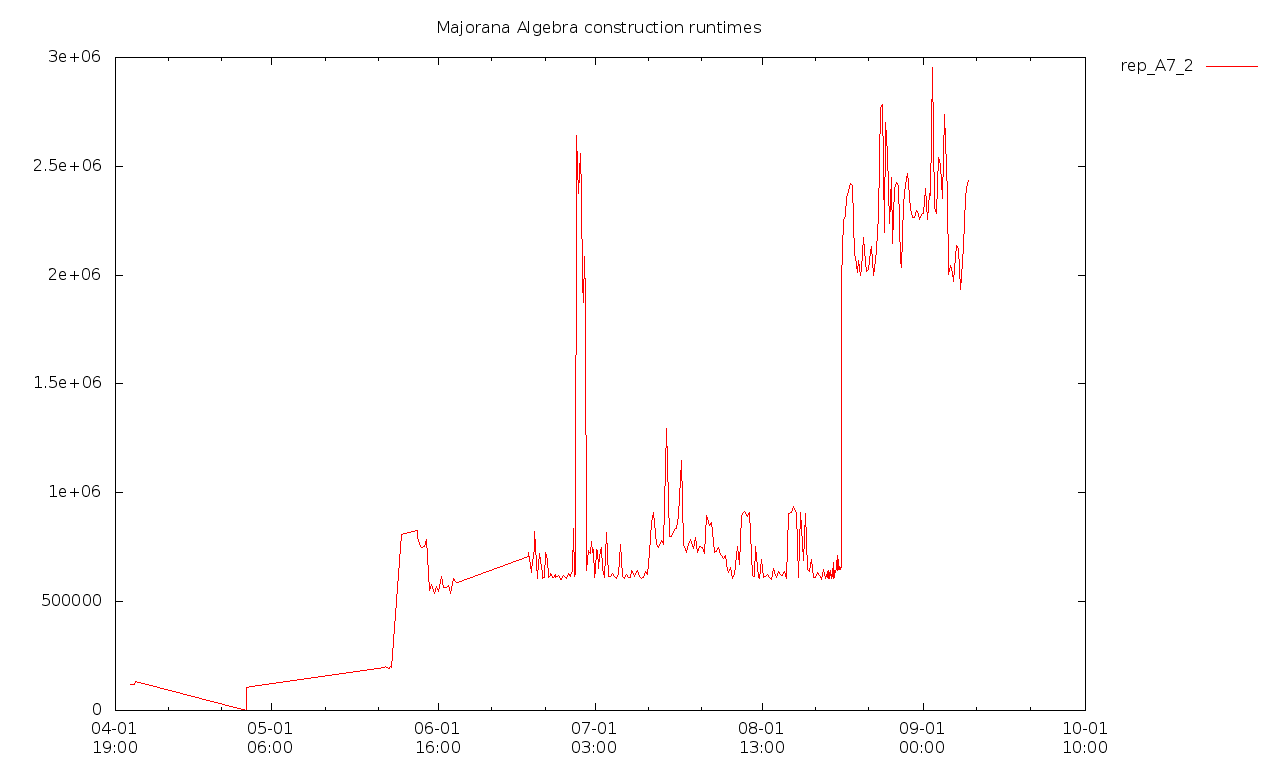 Majorana Algebra construction runtimes
rep_A7_2
3e+06
2.5e+06
2e+06
1.5e+06
1e+06
500000
0
04-01 05-01 06-01 07-01 08-01 09-01 10-01
19:00 06:00 16:00 03:00 13:00 00:00 10:00